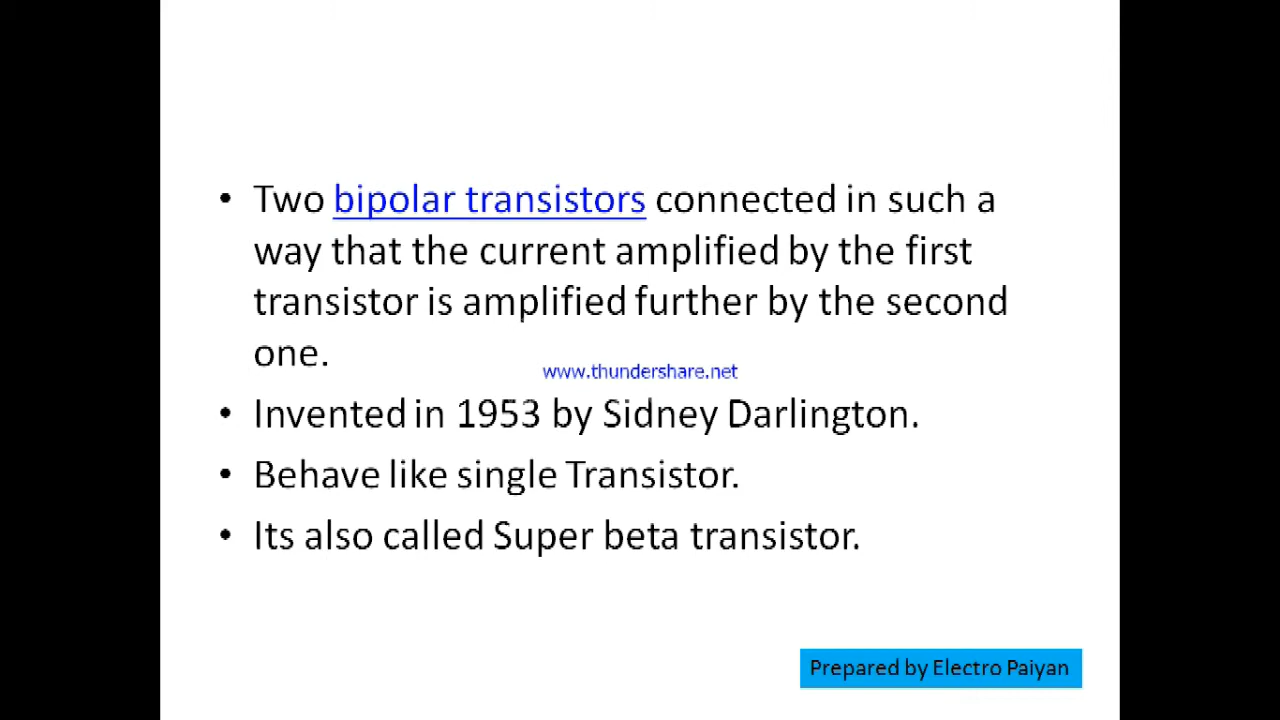 • Two bipolar transistors connected in such a
way that the current amplified by the first
transistor is amplified further by the second
one.
www.thundershare.net
• Invented in 1953 by Sidney Darlington.
• Behave like single Transistor.
• Its also called Super beta transistor.
Prepared by Electro Paiyan